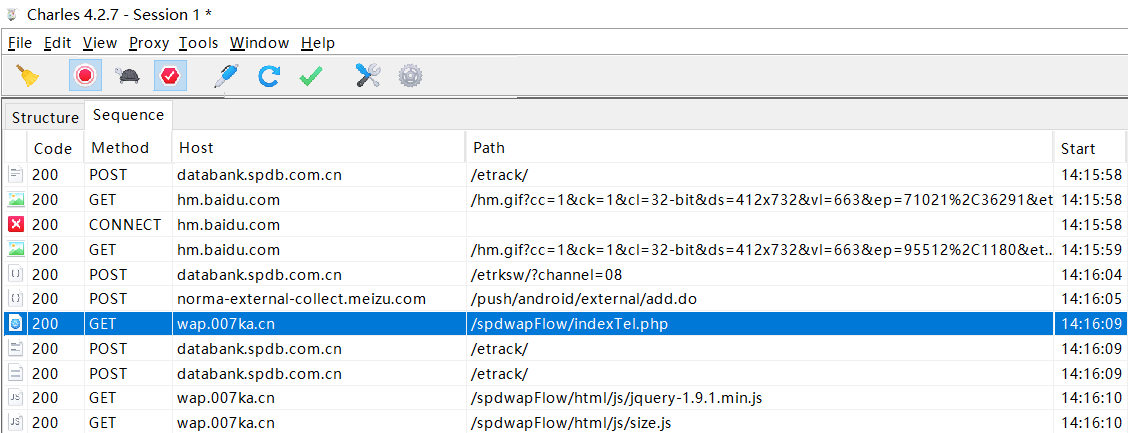 Charles 4.2.7 - Session 1 *
File Edit View Proxy Tools Window Help
Structure Sequence
Code Method Host Path Start
200 POST databank.spdb.com.cn /etrack/ 14:15:58
200 GET hm.baidu.com /hm.gif?cc=1&ck=1&cl=32-bit&ds=412x732&vl=663&ep=71021%2C36291&et 14:15:58
200 CONNECT hm.baidu.com 14:15:58
200 GET hm.baidu.com /hm.gif?cc=1&ck=1&cl=32-bit&ds=412x732&vl=663&ep=95512%2C1180&et... 14:15:59
{} 200 POST databank.spdb.com.cn /etrksw/?channel=08 14:16:04
{} 200 POST norma-external-collect.meizu.com /push/android/external/add.do 14:16:05
200 GET wap.007ka.cn /spdwapFlow/indexTel.php 14:16:09
200 POST databank.spdb.com.cn /etrack/ 14:16:09
200 POST databank.spdb.com.cn /etrack/ 14:16:09
JS 200 GET wap.007ka.cn /spdwapFlow/html/js/jquery-1.9.1.min.js 14:16:10
JS 200 GET wap.007ka.cn /spdwapFlow/html/js/size.js 14:16:10